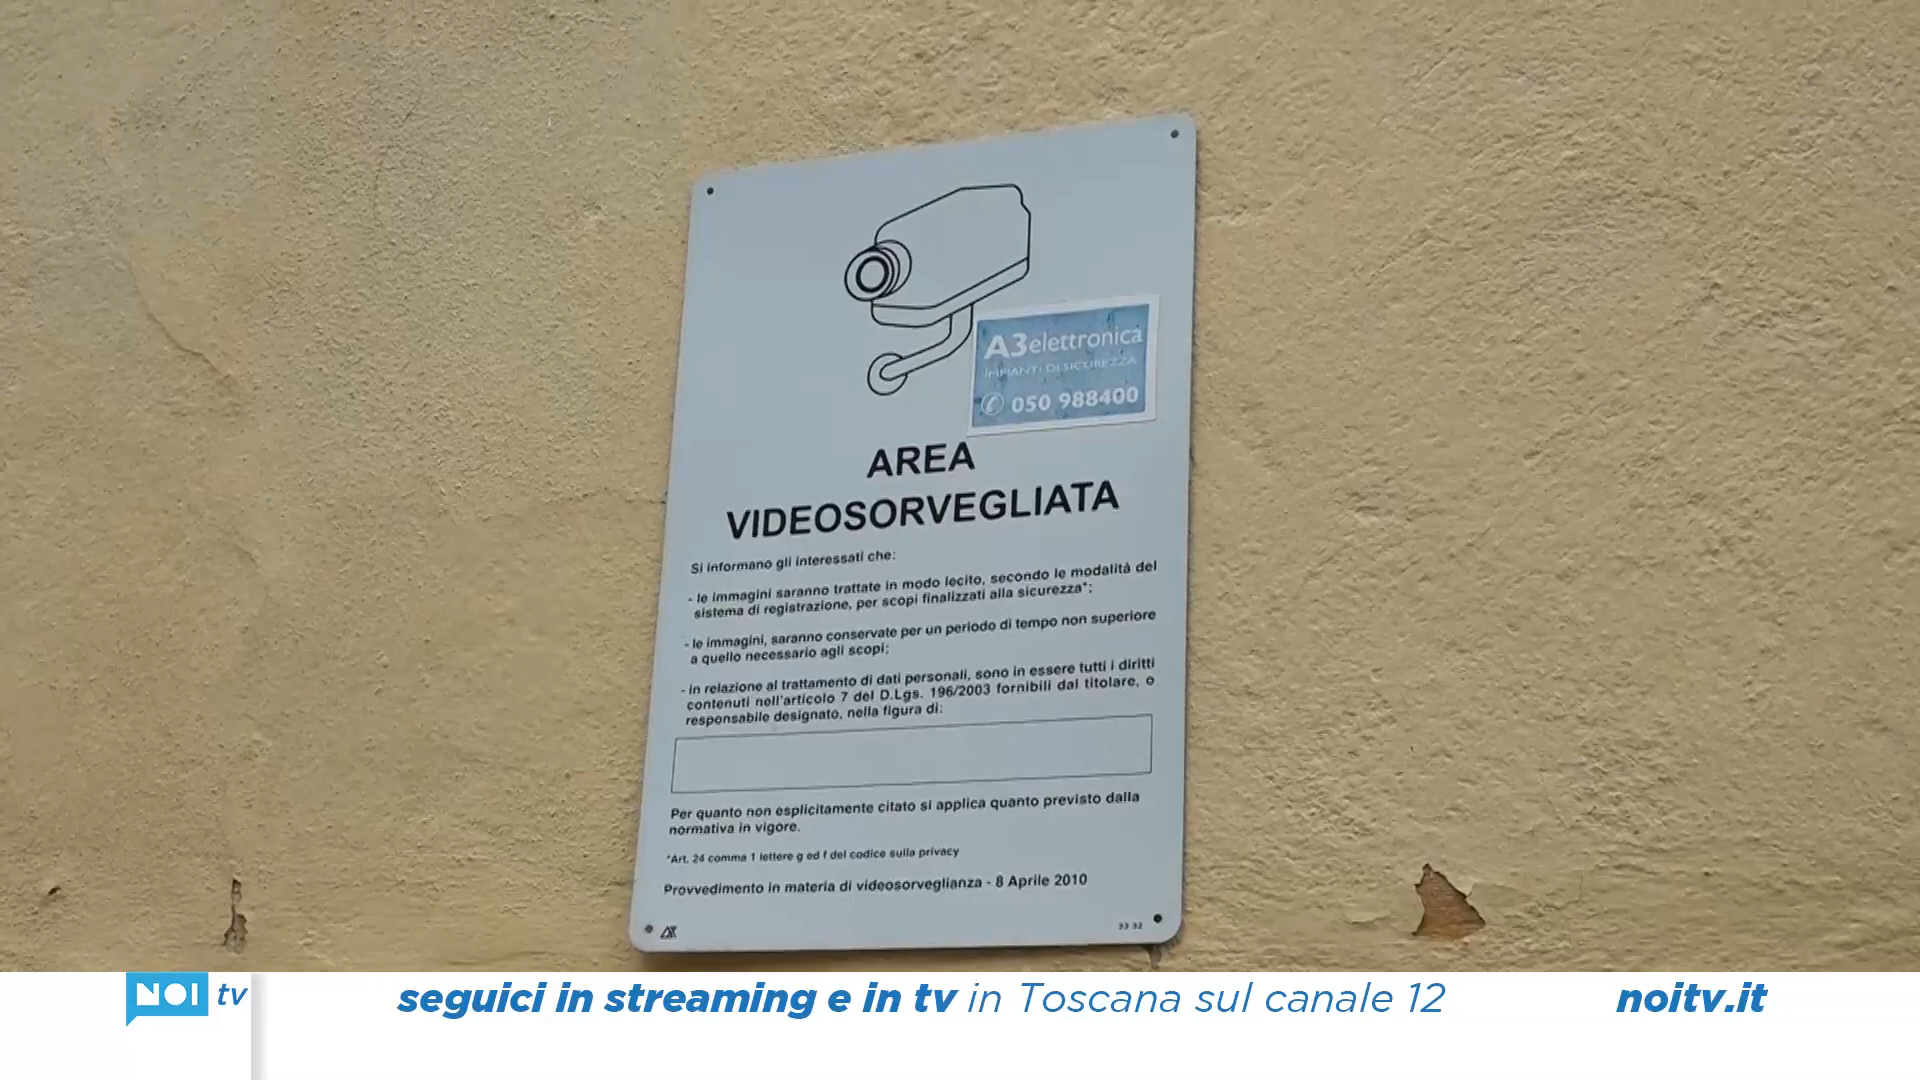 A3elettronica
IMPIANTI DI SICUREZZA
050 988400
AREA
VIDEOSORVEGLIATA
Si informano gli interessati che:
- le immagini saranno trattate in modo lecito, secondo le modalità del
sistema di registrazione, per scopi finalizzati alla sicurezza*;
- le immagini, saranno conservate per un periodo di tempo non superiore
a quello necessario agli scopi;
- in relazione al trattamento di dati personali, sono in essere tutti i diritti
contenuti nell'articolo 7 del D.Lgs. 196/2003 fornibili dal titolare, o
responsabile designato, nella figura di:
Per quanto non esplicitamente citato si applica quanto previsto dalla
normativa in vigore.
*Art. 24 comma 1 lettere g ed f del codice sulla privacy
Provvedimento in materia di videosorveglianza - 8 Aprile 2010
NOI tv
seguici in streaming e in tv in Toscana sul canale 12
noitv.it